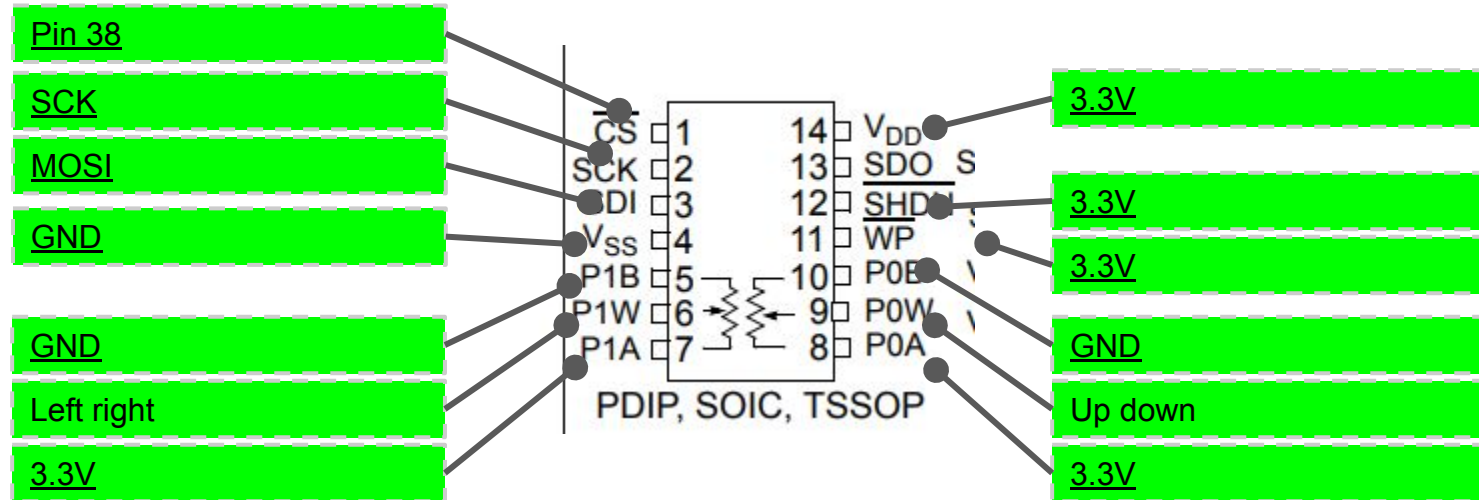 Pin 38
SCK
MOSI
GND
GND
Left right
3.3V
CS 1
SCK 2
SDI 3
VSS 4
P1B 5
P1W 6
P1A 7
14 VDD
13 SDO S
12 SHDN
11 WP
10 P0B
9 P0W
8 P0A
PDIP, SOIC, TSSOP
3.3V
3.3V
3.3V
GND
Up down
3.3V